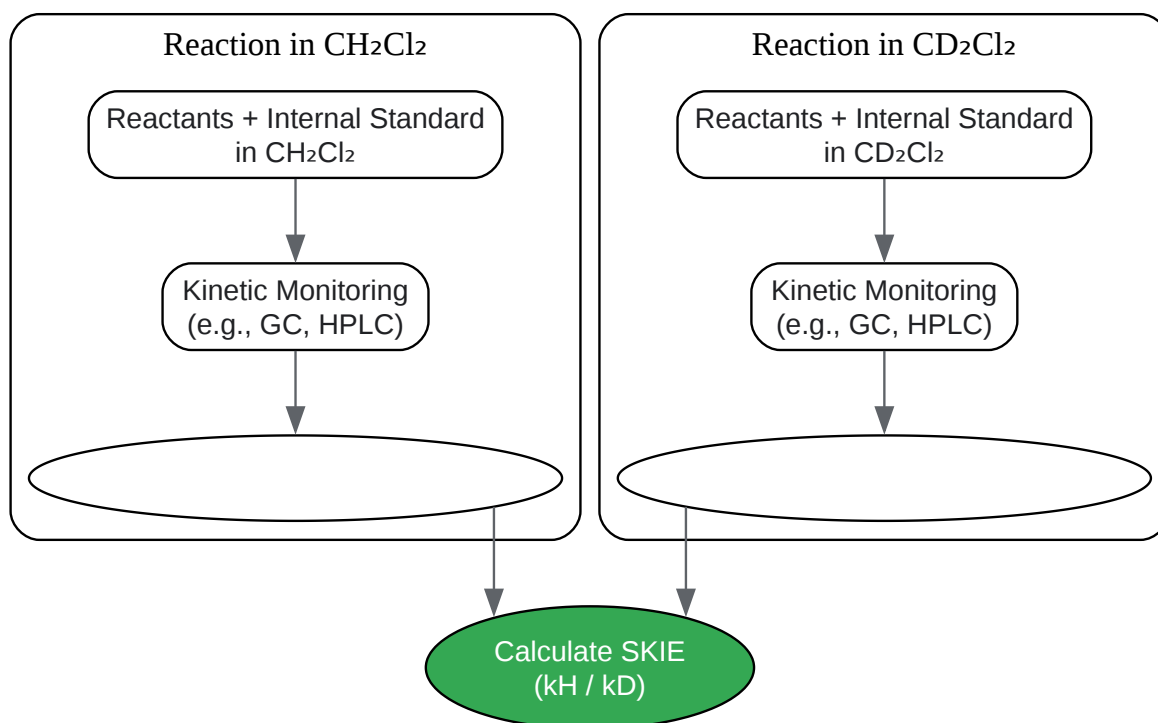 Reaction in CH₂Cl₂
Reactants + Internal Standard
in CH₂Cl₂
Kinetic Monitoring
(e.g., GC, HPLC)
Reaction in CD₂Cl₂
Reactants + Internal Standard
in CD₂Cl₂
Kinetic Monitoring
(e.g., GC, HPLC)
Calculate SKIE
(kH / kD)